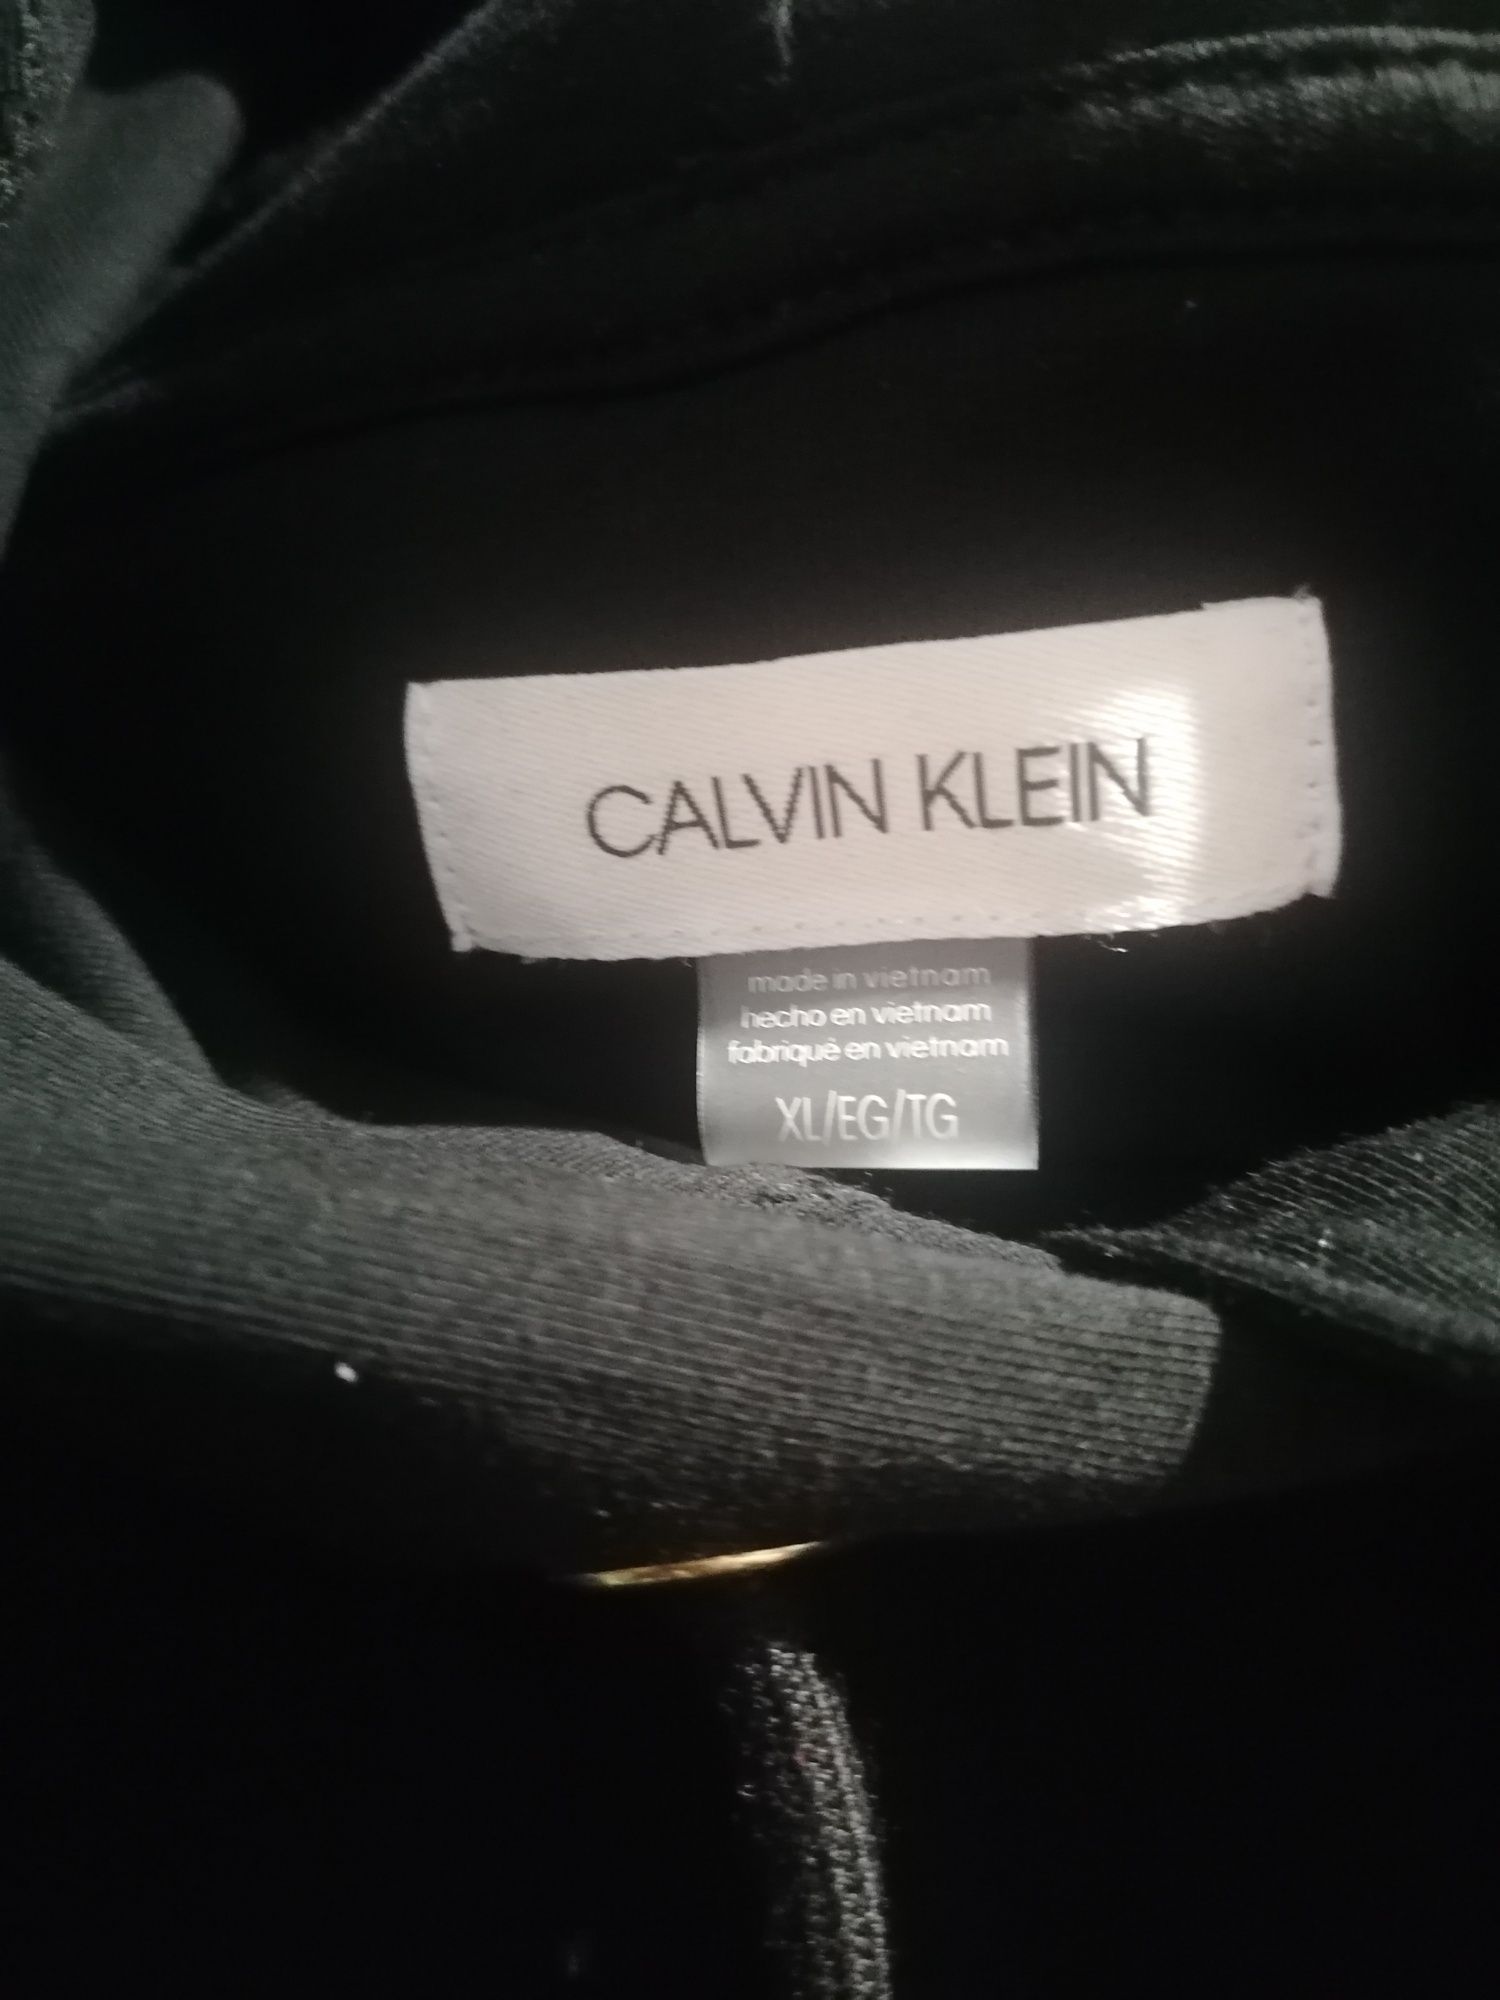 CALVIN KLEIN
made in vietnam
hecho en vietnam
fabriqué en vietnam
XL/EG/TG